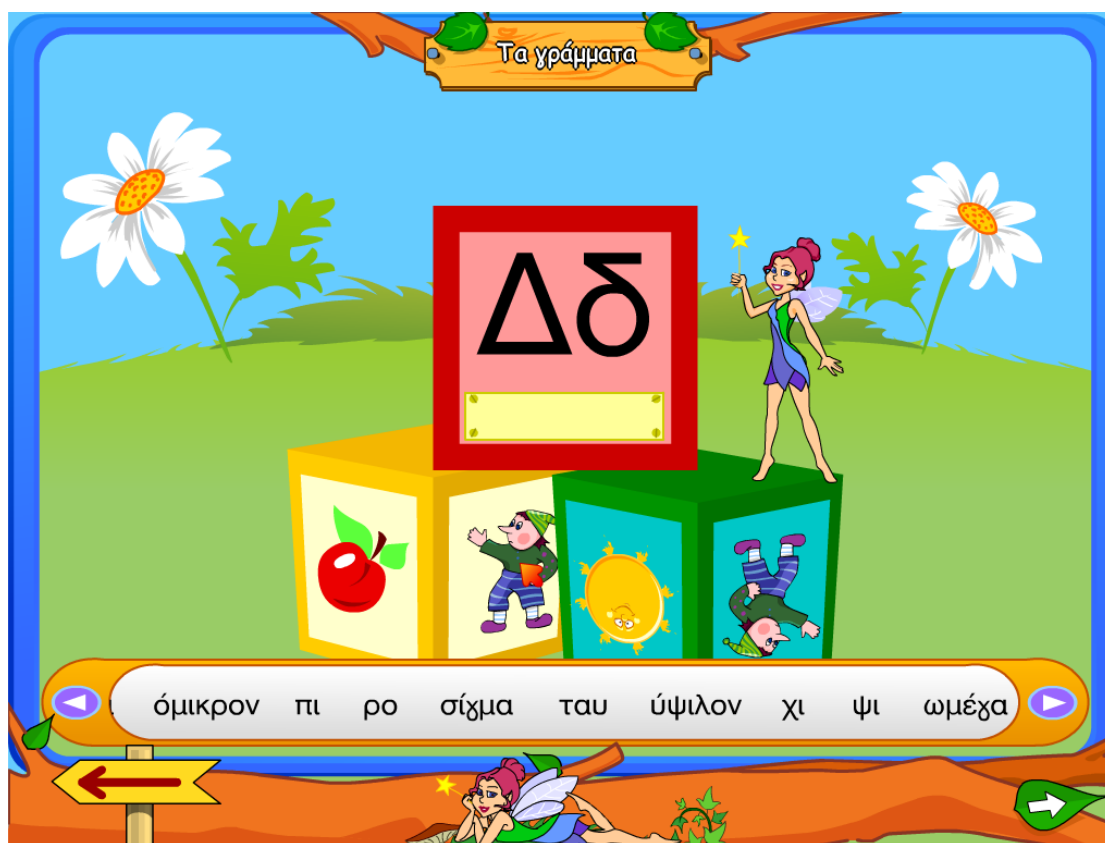 Τα γράμματα
Δδ
όμικρον πι ρο σίγμα ταυ ύψιλον χι ψι ωμέγα